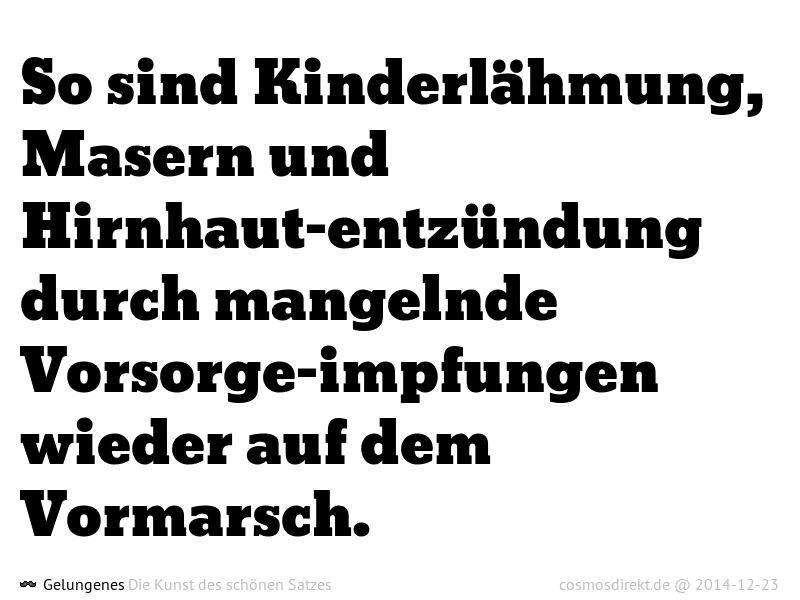 So sind Kinderlähmung,
Masern und
Hirnhaut-entzündung
durch mangelnde
Vorsorge-impfungen
wieder auf dem
Vormarsch.
Gelungenes Die Kunst des schönen Satzes
cosmosdirekt.de @ 2014-12-23